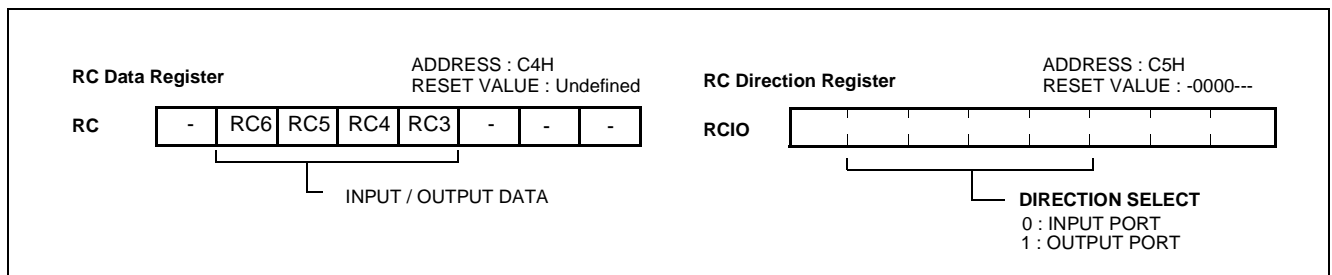 RC Data Register
ADDRESS : C4H
RESET VALUE : Undefined
RC
- RC6 RC5 RC4 RC3 - - -
INPUT / OUTPUT DATA
RC Direction Register
ADDRESS : C5H
RESET VALUE : -0000---
RCIO
DIRECTION SELECT
0 : INPUT PORT
1 : OUTPUT PORT